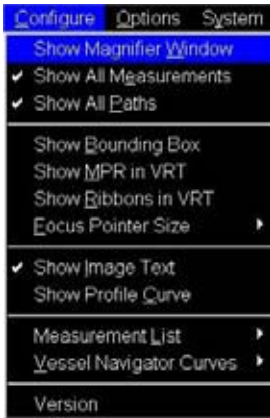 Configure Options System
Show Magnifier Window
✔ Show All Measurements
✔ Show All Paths
Show Bounding Box
Show MPR in VRT
Show Ribbons in VRT
Focus Pointer Size
✔ Show Image Text
Show Profile Curve
Measurement List
Vessel Navigator Curves
Version